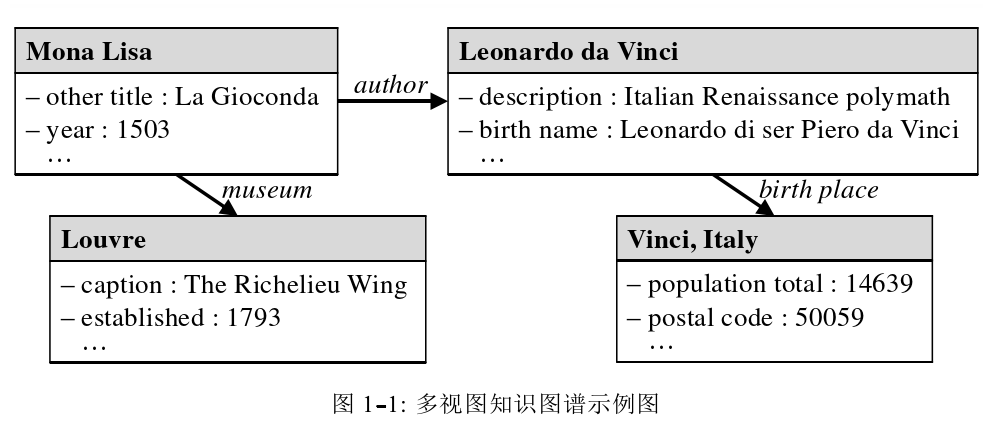 Mona Lisa
– other title : La Gioconda
– year : 1503
…
author
Leonardo da Vinci
– description : Italian Renaissance polymath
– birth name : Leonardo di ser Piero da Vinci
…
museum
birth place
Louvre
– caption : The Richelieu Wing
– established : 1793
…
Vinci, Italy
– population total : 14639
– postal code : 50059
…
图 1-1: 多视图知识图谱示例图